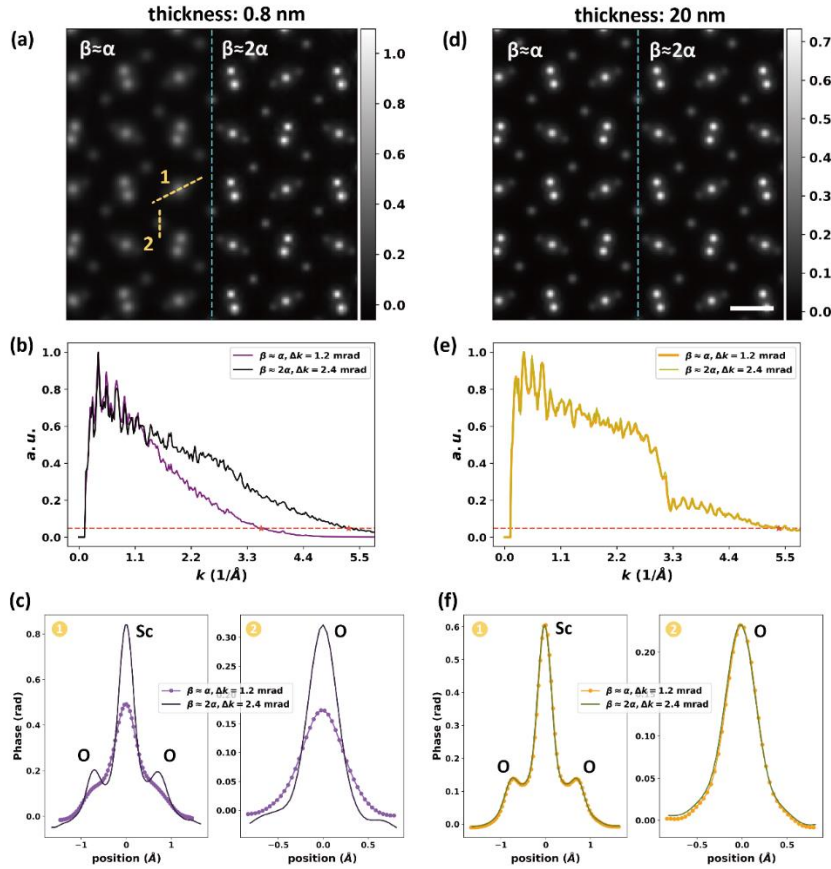 thickness: 0.8 nm
(a)
β≈α
β≈2α
1
2
1.0
0.8
0.6
0.4
0.2
0.0
(b)
a. u.
1.0
0.8
0.6
0.4
0.2
0.0
β ≈ α, Δk = 1.2 mrad
β ≈ 2α, Δk = 2.4 mrad
0.0 1.1 2.2 3.3 4.4 5.5
k (1/Å)
(c)
Phase (rad)
0.8
0.6
0.4
0.2
0.0
1
Sc
O
O
−1 0 1
position (Å)
β ≈ α, Δk = 1.2 mrad
β ≈ 2α, Δk = 2.4 mrad
2
O
0.30
0.25
0.20
0.15
0.10
0.05
0.00
−0.5 0.0 0.5
position (Å)
thickness: 20 nm
(d)
β≈α
β≈2α
0.7
0.6
0.5
0.4
0.3
0.2
0.1
0.0
(e)
a. u.
1.0
0.8
0.6
0.4
0.2
0.0
β ≈ α, Δk = 1.2 mrad
β ≈ 2α, Δk = 2.4 mrad
0.0 1.1 2.2 3.3 4.4 5.5
k (1/Å)
(f)
Phase (rad)
0.6
0.5
0.4
0.3
0.2
0.1
0.0
1
Sc
O
O
−1 0 1
position (Å)
β ≈ α, Δk = 1.2 mrad
β ≈ 2α, Δk = 2.4 mrad
2
O
0.20
0.15
0.10
0.05
0.00
−0.5 0.0 0.5
position (Å)